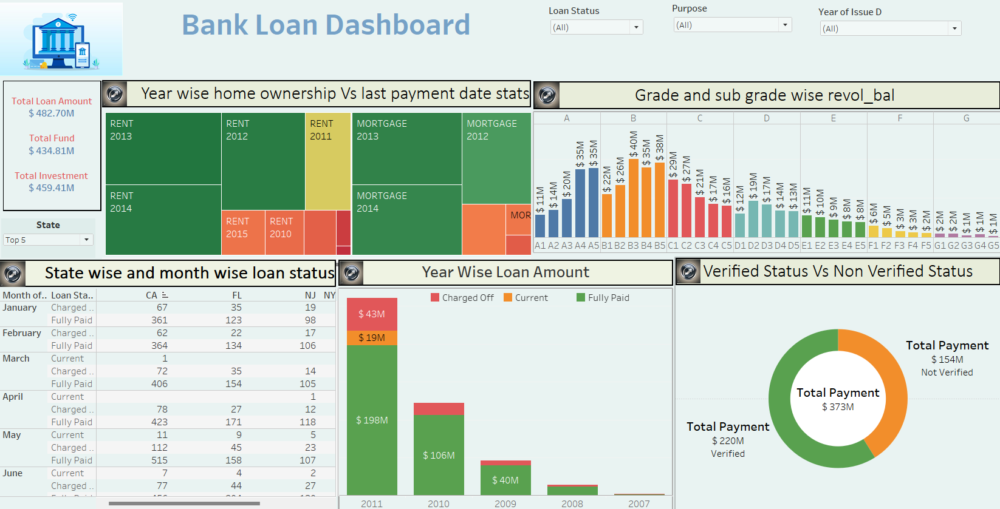 Bank Loan Dashboard
Loan Status
(All)
Purpose
(All)
Year of Issue D
(All)
Total Loan Amount
$ 482.70M
Total Fund
$ 434.81M
Total Investment
$ 459.41M
State
Top 5
Year wise home ownership Vs last payment date stats
RENT
2013
RENT
2014
RENT
2012
RENT
2011
RENT
2015
RENT
2010
MORTGAGE
2013
MORTGAGE
2014
MORTGAGE
2012
MOR
Grade and sub grade wise revol_bal
A B C D E F G
$ 11M $ 14M $ 20M $ 35M $ 35M $ 22M $ 26M $ 40M $ 35M $ 38M $ 29M $ 27M $ 21M $ 17M $ 16M $ 12M $ 19M $ 17M $ 14M $ 13M $ 11M $ 10M $ 9M $ 8M $ 8M $ 6M $ 5M $ 3M $ 3M $ 2M $ 2M $ 2M $ 1M $ 1M $ 1M
A1 A2 A3 A4 A5 B1 B2 B3 B4 B5 C1 C2 C3 C4 C5 D1 D2 D3 D4 D5 E1 E2 E3 E4 E5 F1 F2 F3 F4 F5 G1 G2 G3 G4 G5
State wise and month wise loan status
Month of.. Loan Sta.. CA FL NJ NY
January Charged .. 67 35 19
Fully Paid 361 123 98
February Charged .. 62 22 17
Fully Paid 364 134 106
March Current 1
Charged .. 72 35 14
Fully Paid 406 154 105
April Current 1
Charged .. 78 27 12
Fully Paid 423 171 118
May Current 11 9 5
Charged .. 112 45 23
Fully Paid 515 158 107
June Current 7 4 2
Charged .. 77 44 27
Year Wise Loan Amount
Charged Off Current Fully Paid
$ 43M
$ 19M
$ 198M
$ 106M
$ 40M
2011 2010 2009 2008 2007
Verified Status Vs Non Verified Status
Total Payment
$ 154M
Not Verified
Total Payment
$ 373M
Total Payment
$ 220M
Verified